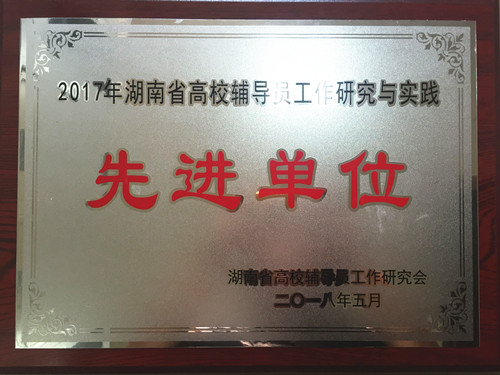 2017年湖南省高校辅导员工作研究与实践
先进单位
湖南省高校辅导员工作研究会
二〇一八年五月